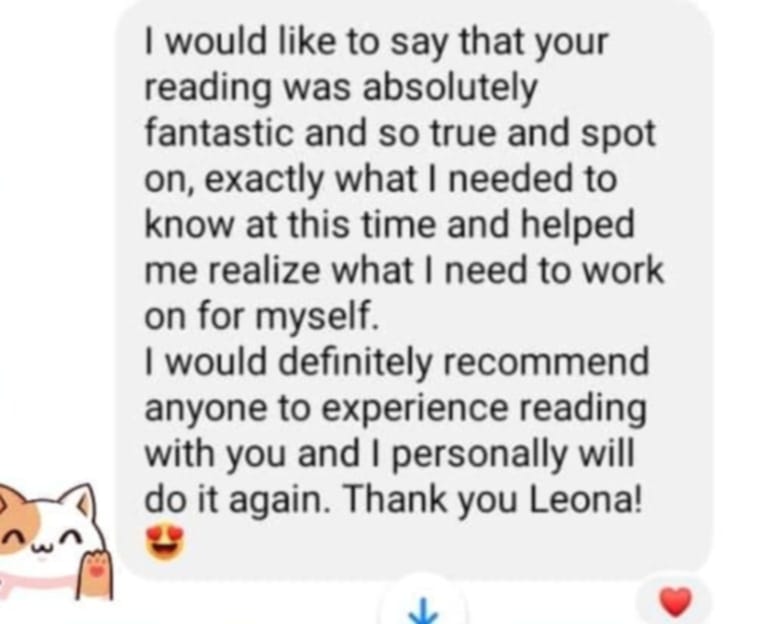 I would like to say that your
reading was absolutely
fantastic and so true and spot
on, exactly what I needed to
know at this time and helped
me realize what I need to work
on for myself.
I would definitely recommend
anyone to experience reading
with you and I personally will
do it again. Thank you Leona!
😍